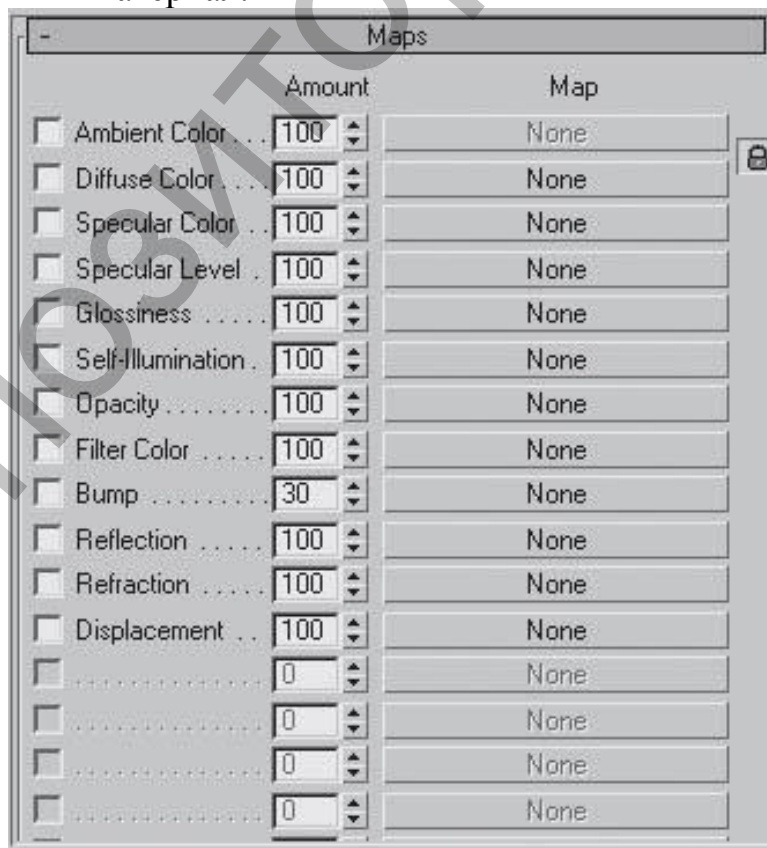 - Maps
Amount Map
Ambient Color . . . 100 None
Diffuse Color . . . . 100 None
Specular Color . . 100 None
Specular Level . 100 None
Glossiness . . . . . 100 None
Self-Illumination . 100 None
Opacity . . . . . . . . 100 None
Filter Color . . . . . 100 None
Bump . . . . . . . . . 30 None
Reflection . . . . . 100 None
Refraction . . . . . 100 None
Displacement . . 100 None
. . . . . . . . . . . . . . 0 None
. . . . . . . . . . . . . . 0 None
. . . . . . . . . . . . . . 0 None
. . . . . . . . . . . . . . 0 None